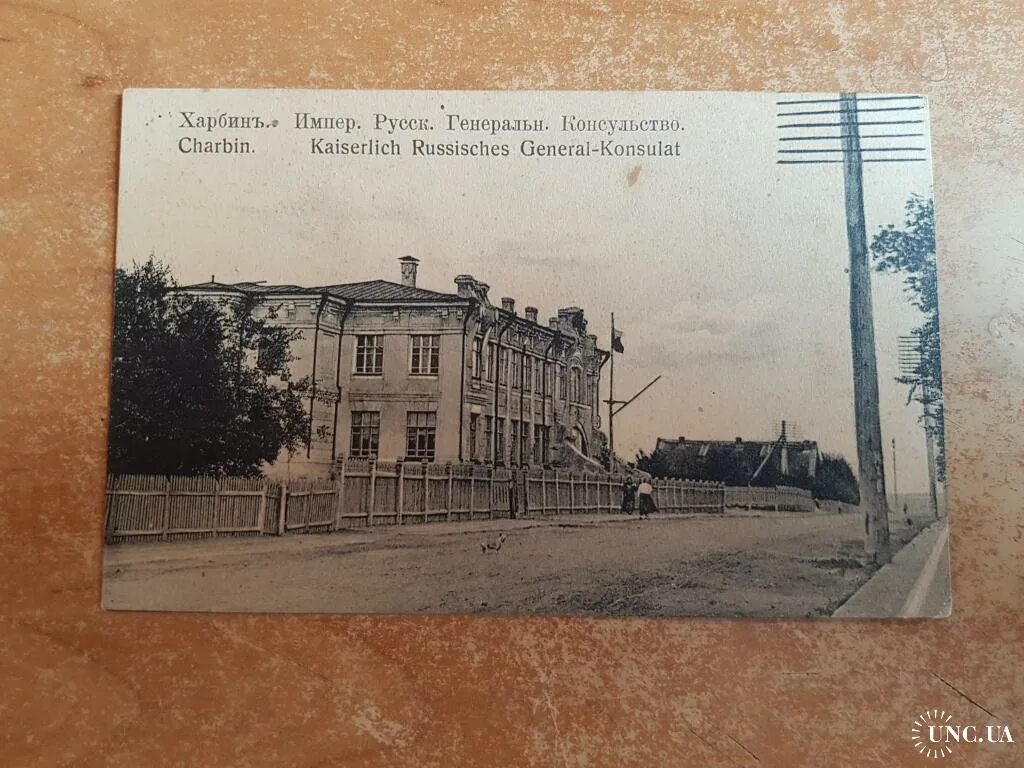 Харбинъ. Импер. Русск. Генеральн. Консульство.
Charbin. Kaiserlich Russisches General-Konsulat
UNC.UA